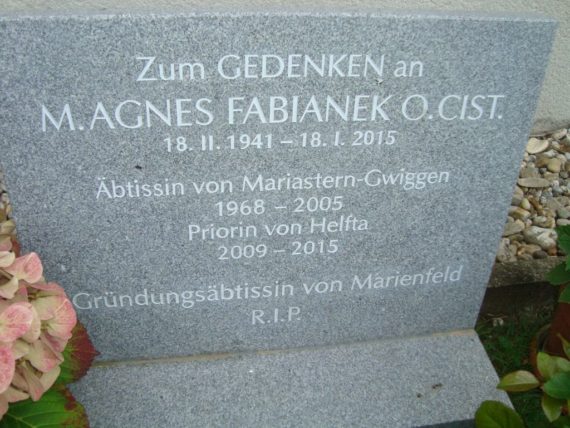 Zum GEDENKEN an
M. AGNES FABIANEK O.CIST.
18. II. 1941 – 18. I. 2015
Äbtissin von Mariastern-Gwiggen
1968 – 2005
Priorin von Helfta
2009 – 2015
Gründungsäbtissin von Marienfeld
R.I.P.